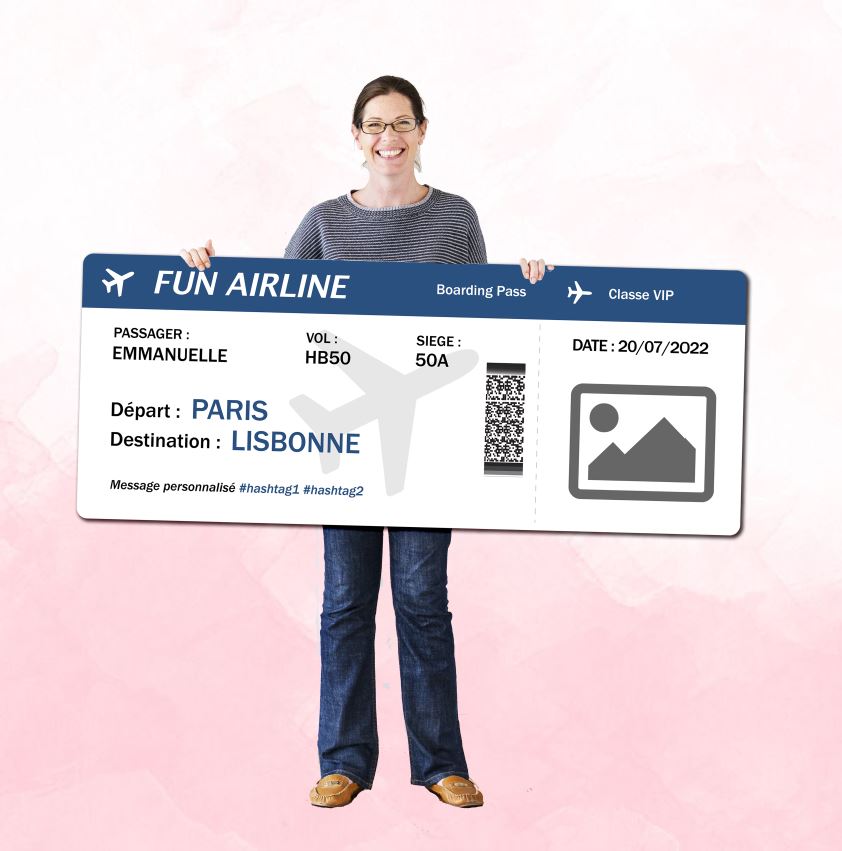 FUN AIRLINE
Boarding Pass
Classe VIP
PASSAGER :
EMMANUELLE
VOL :
HB50
SIEGE :
50A
DATE : 20/07/2022
Départ : PARIS
Destination : LISBONNE
Message personnalisé #hashtag1 #hashtag2